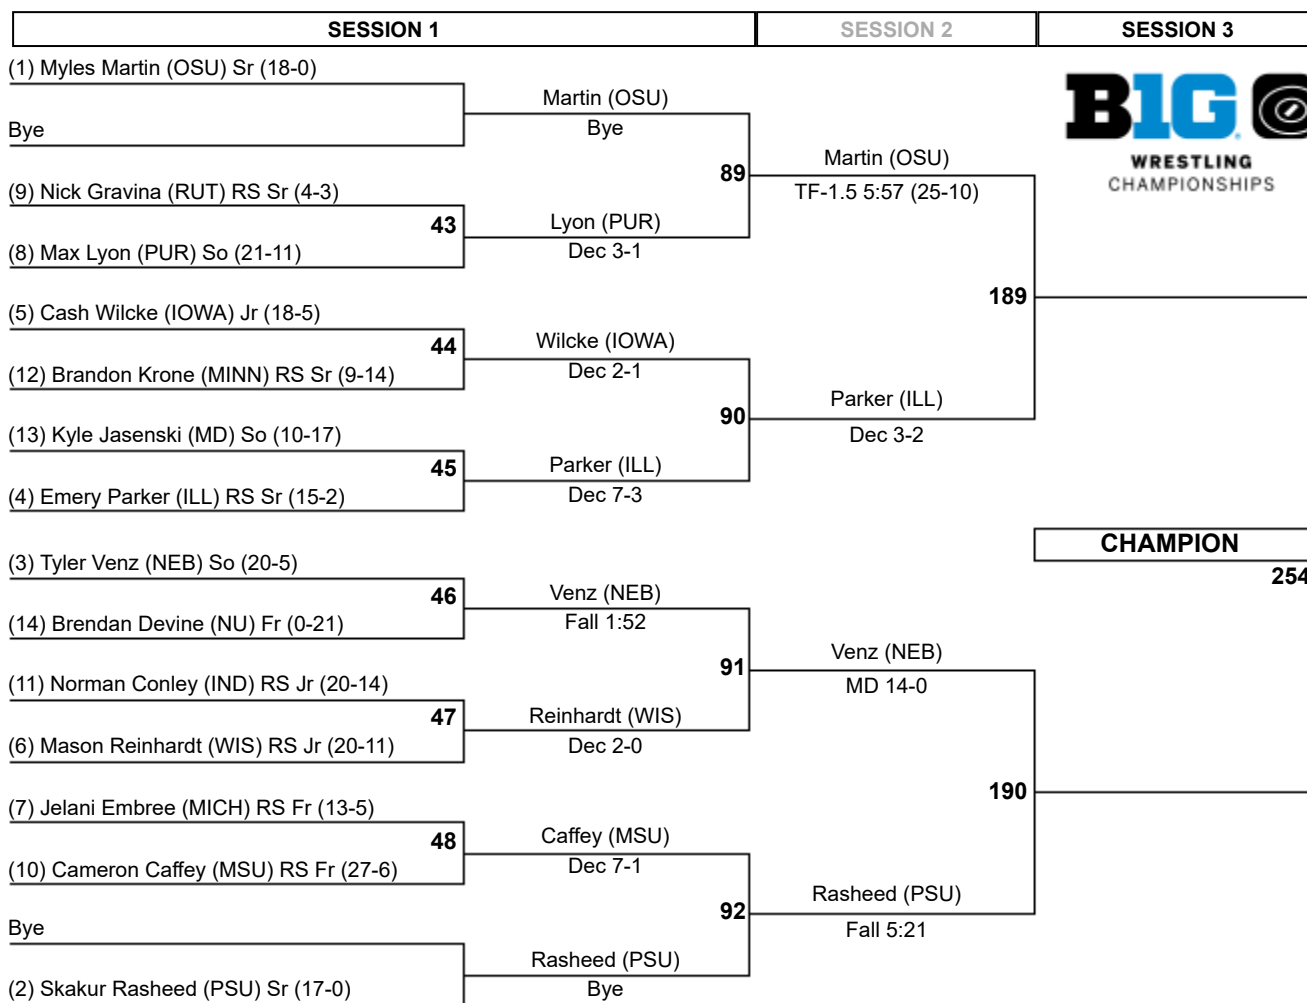 SESSION 1
SESSION 2
SESSION 3
(1) Myles Martin (OSU) Sr (18-0)
Bye
(9) Nick Gravina (RUT) RS Sr (4-3)
43
(8) Max Lyon (PUR) So (21-11)
(5) Cash Wilcke (IOWA) Jr (18-5)
44
(12) Brandon Krone (MINN) RS Sr (9-14)
(13) Kyle Jasenski (MD) So (10-17)
45
(4) Emery Parker (ILL) RS Sr (15-2)
(3) Tyler Venz (NEB) So (20-5)
46
(14) Brendan Devine (NU) Fr (0-21)
(11) Norman Conley (IND) RS Jr (20-14)
47
(6) Mason Reinhardt (WIS) RS Jr (20-11)
(7) Jelani Embree (MICH) RS Fr (13-5)
48
(10) Cameron Caffey (MSU) RS Fr (27-6)
Bye
(2) Skakur Rasheed (PSU) Sr (17-0)
Martin (OSU)
Bye
89
Lyon (PUR)
Dec 3-1
Wilcke (IOWA)
Dec 2-1
90
Parker (ILL)
Dec 7-3
Venz (NEB)
Fall 1:52
91
Reinhardt (WIS)
Dec 2-0
Caffey (MSU)
Dec 7-1
92
Rasheed (PSU)
Bye
Martin (OSU)
TF-1.5 5:57 (25-10)
189
Parker (ILL)
Dec 3-2
Venz (NEB)
MD 14-0
190
Rasheed (PSU)
Fall 5:21
B1G
WRESTLING
CHAMPIONSHIPS
CHAMPION
254